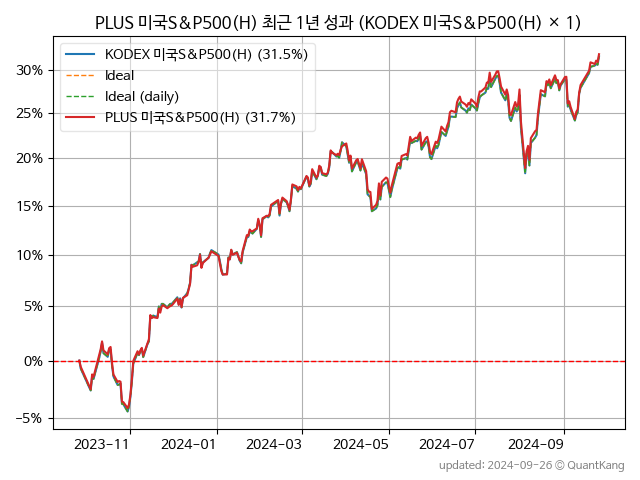 PLUS 미국S&P500(H) 최근 1년 성과 (KODEX 미국S&P500(H) × 1)
KODEX 미국S&P500(H) (31.5%)
Ideal
Ideal (daily)
PLUS 미국S&P500(H) (31.7%)
30%
25%
20%
15%
10%
5%
0%
−5%
2023-11 2024-01 2024-03 2024-05 2024-07 2024-09
updated: 2024-09-26 © QuantKang